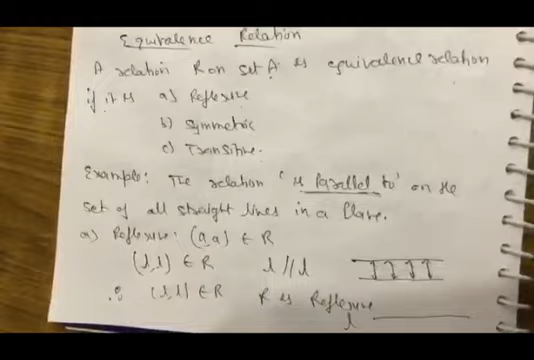 Equivalence Relation
A relation R on set A is equivalence relation
if it is a) Reflexive
b) Symmetric
c) Transitive.
Example: The relation 'is parallel to' on the
set of all straight lines in a Plane.
a) Reflexive: (a,a) ∈ R
(l,l) ∈ R l // l
∴ (l,l) ∈ R R is Reflexive
l